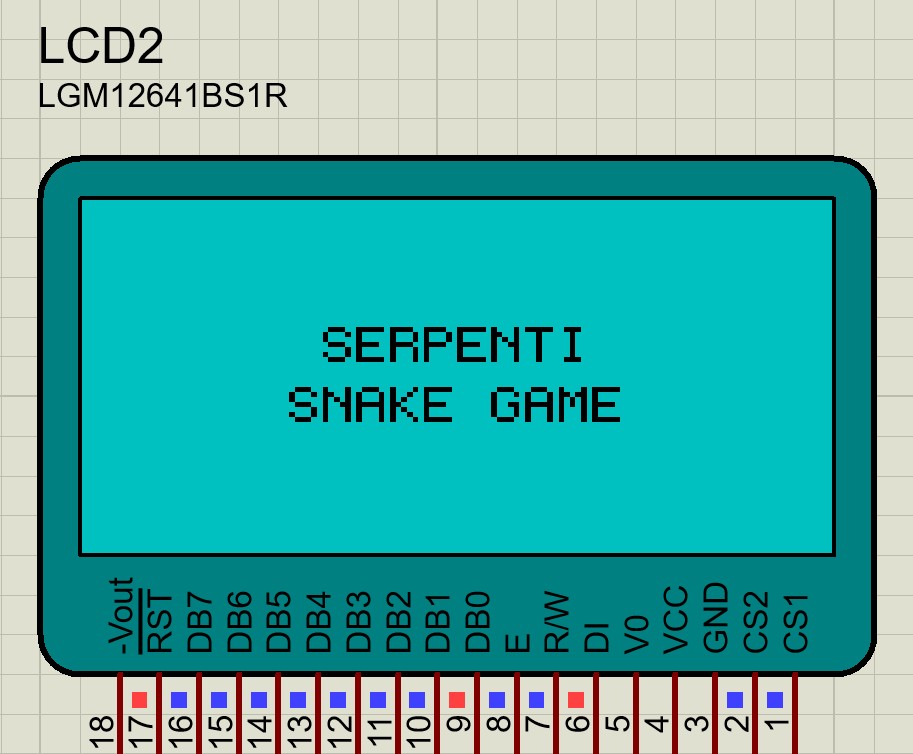 LCD2
LGM12641BS1R
SERPENTI
SNAKE GAME
-Vout
RST
DB7
DB6
DB5
DB4
DB3
DB2
DB1
DB0
E
R/W
DI
V0
VCC
GND
CS2
CS1
18
17
16
15
14
13
12
11
10
9
8
7
6
5
4
3
2
1